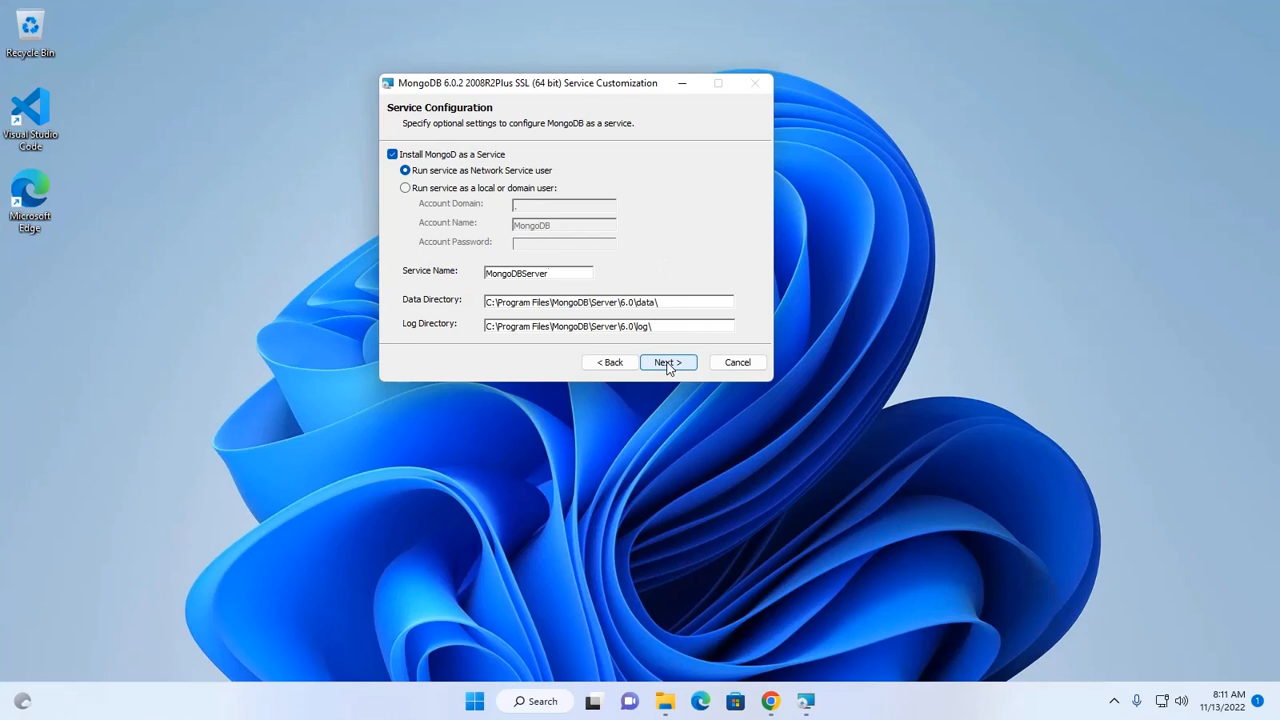 Recycle Bin
Visual Studio
Code
Microsoft
Edge
MongoDB 6.0.2 2008R2Plus SSL (64 bit) Service Customization
Service Configuration
Specify optional settings to configure MongoDB as a service.
Install MongoD as a Service
Run service as Network Service user
Run service as a local or domain user:
Account Domain: .
Account Name: MongoDB
Account Password:
Service Name: MongoDBServer
Data Directory: C:\Program Files\MongoDB\Server\6.0\data\
Log Directory: C:\Program Files\MongoDB\Server\6.0\log\
< Back Next > Cancel
Search
8:11 AM
11/13/2022
1